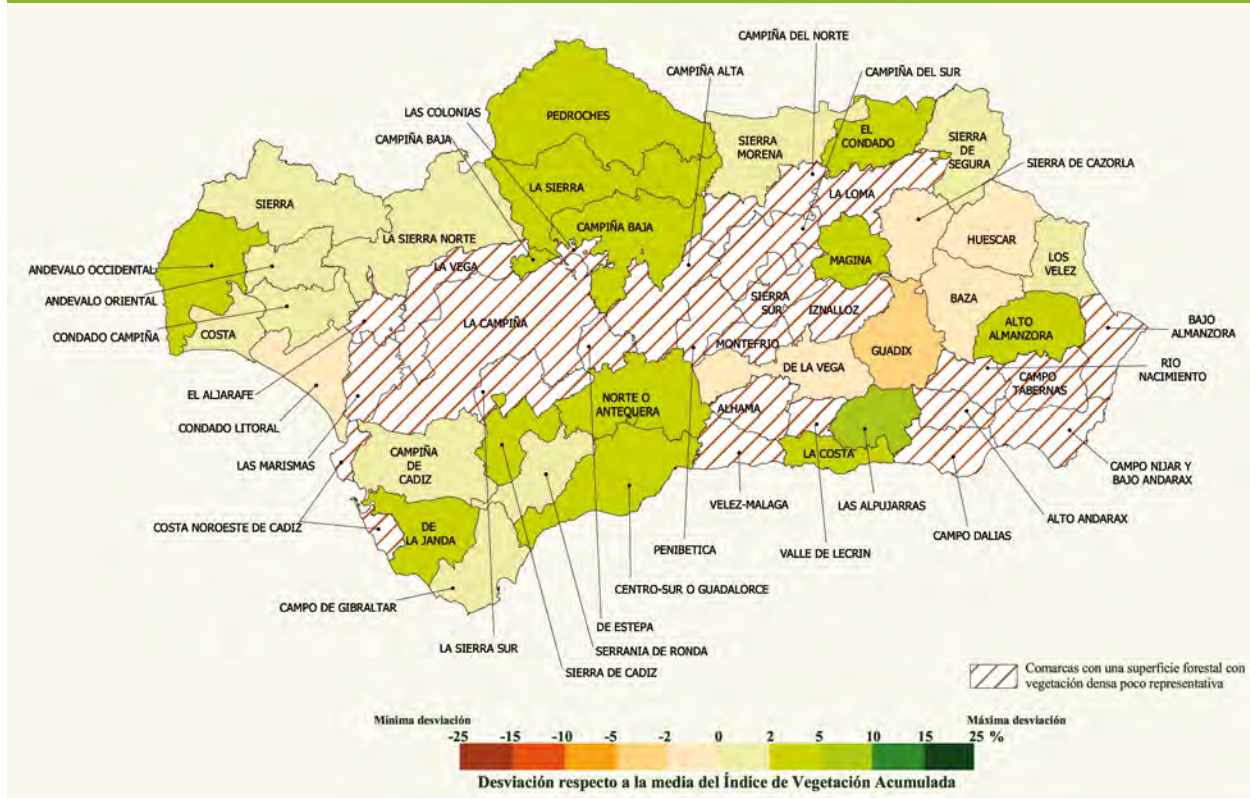 CAMPIÑA DEL NORTE
CAMPIÑA ALTA
CAMPIÑA DEL SUR
LAS COLONIAS
PEDROCHES
EL
CONDADO
SIERRA
MORENA
SIERRA
DE
SEGURA
CAMPIÑA BAJA
SIERRA DE CAZORLA
LA SIERRA
LA LOMA
SIERRA
CAMPIÑA BAJA
LA SIERRA NORTE
HUESCAR
LOS
VELEZ
MAGINA
LA VEGA
ANDEVALO OCCIDENTAL
ANDEVALO ORIENTAL
SIERRA
SUR
IZNALLOZ
BAZA
LA CAMPIÑA
ALTO
ALMANZORA
BAJO
ALMANZORA
CONDADO CAMPIÑA
COSTA
MONTEFRIO
GUADIX
DE LA VEGA
RIO
NACIMIENTO
CAMPO
TABERNAS
EL ALJARAFE
NORTE O
ANTEQUERA
ALHAMA
CONDADO LITORAL
CAMPIÑA
DE
CADIZ
LA COSTA
LAS MARISMAS
CAMPO NIJAR Y
BAJO ANDARAX
VELEZ-MALAGA
LAS ALPUJARRAS
ALTO ANDARAX
COSTA NOROESTE DE CADIZ
DE
LA JANDA
CAMPO DALIAS
PENIBETICA
VALLE DE LECRIN
CENTRO-SUR O GUADALORCE
CAMPO DE GIBRALTAR
DE ESTEPA
LA SIERRA SUR
SERRANIA DE RONDA
SIERRA DE CADIZ
Comarcas con una superficie forestal con
vegetación densa poco representativa
Mínima desviación
Máxima desviación
-25 -15 -10 -5 -2 0 2 5 10 15 25 %
Desviación respecto a la media del Índice de Vegetación Acumulada